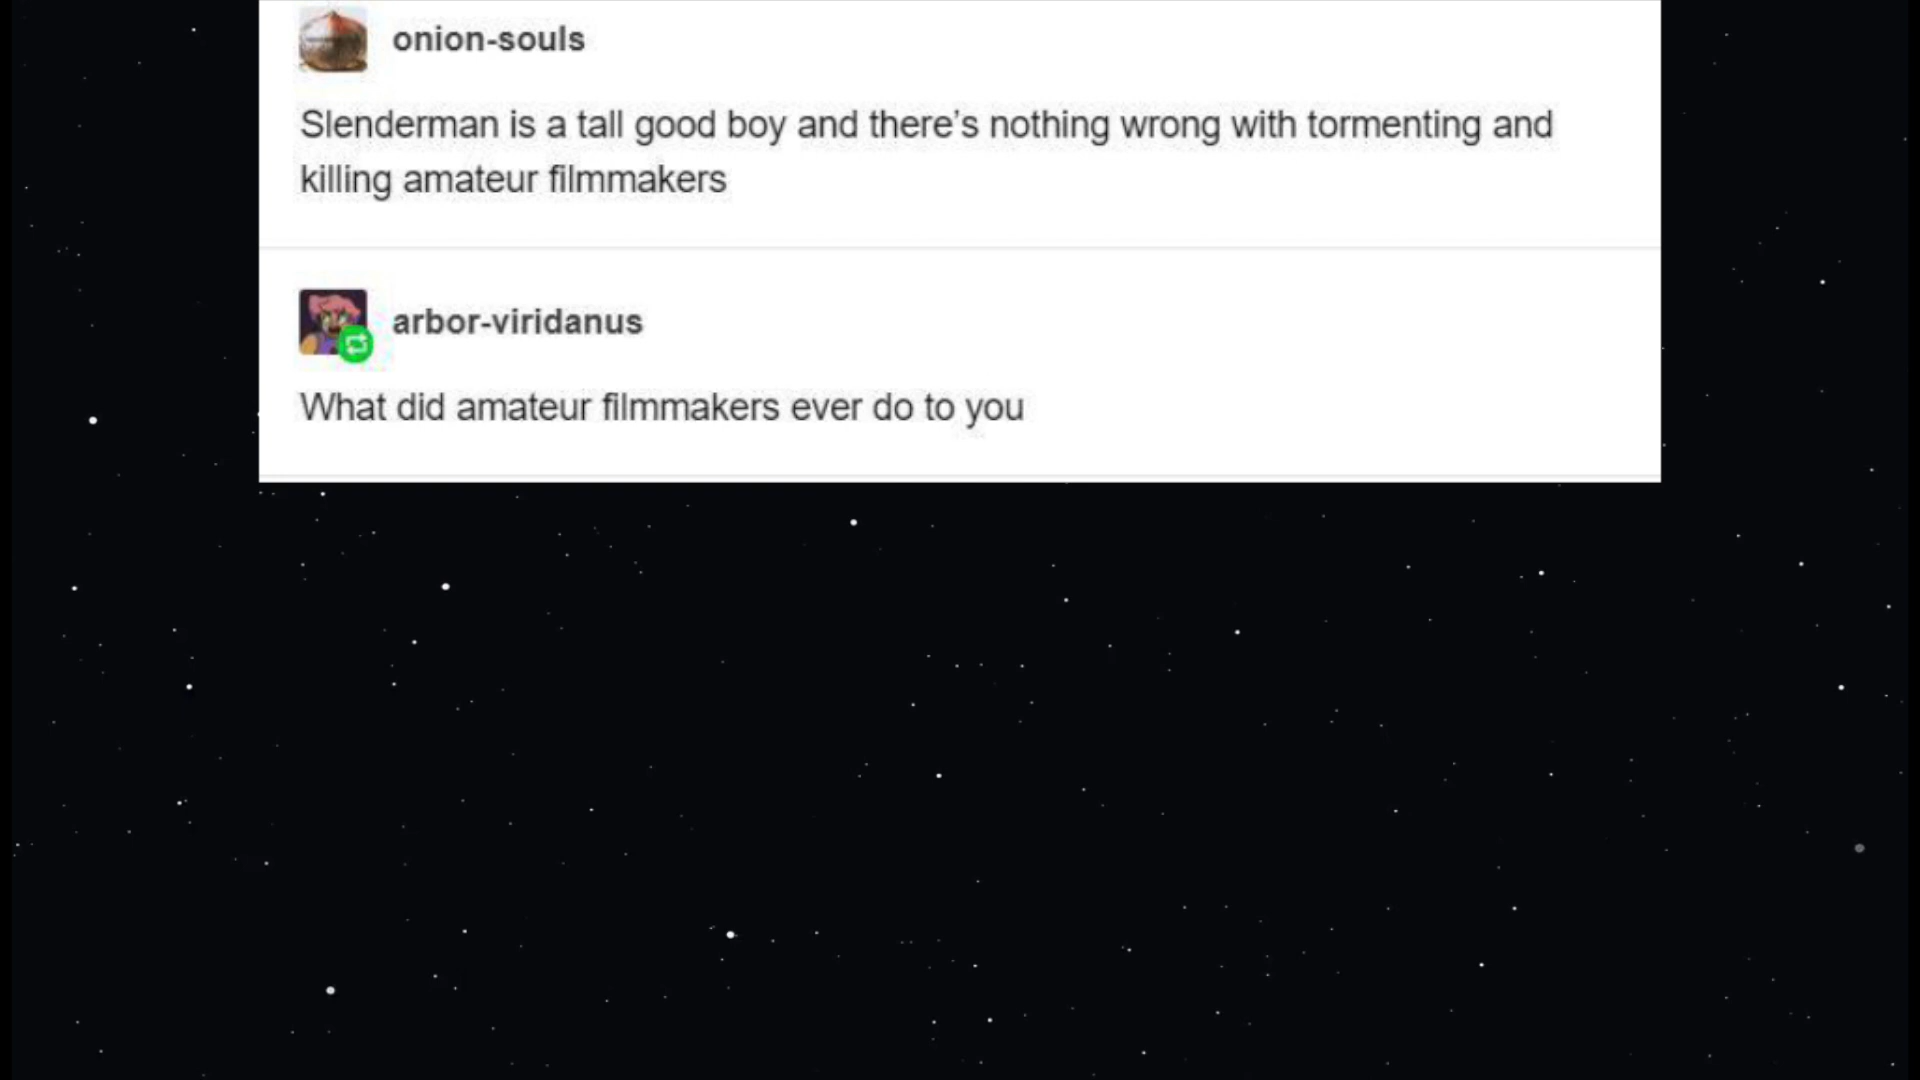 onion-souls
Slenderman is a tall good boy and there’s nothing wrong with tormenting and
killing amateur filmmakers
arbor-viridanus
What did amateur filmmakers ever do to you